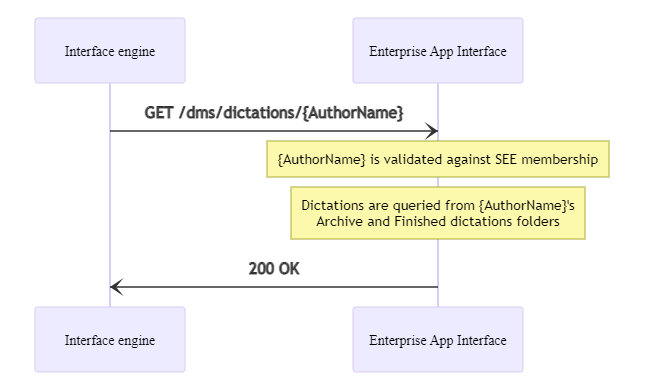 Interface engine
Enterprise App Interface
GET /dms/dictations/{AuthorName}
{AuthorName} is validated against SEE membership
Dictations are queried from {AuthorName}'s
Archive and Finished dictations folders
200 OK
Interface engine
Enterprise App Interface